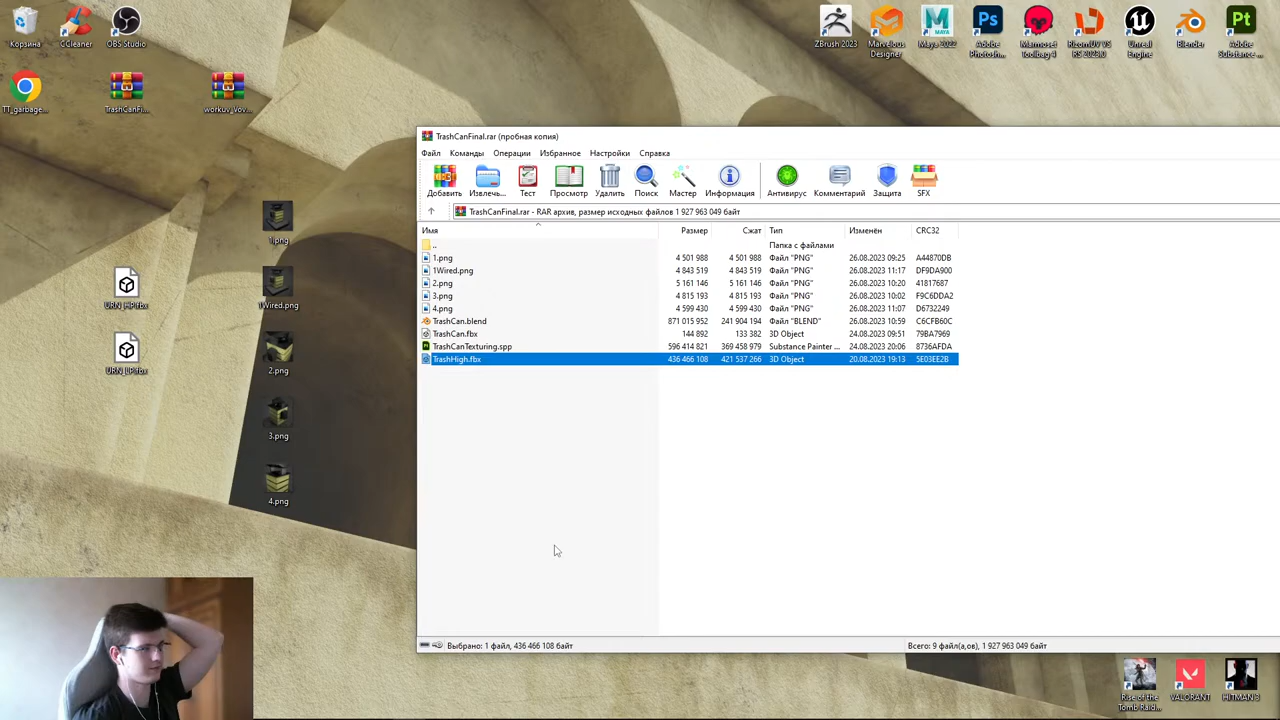 Корзина
CCleaner
OBS Studio
ZBrush 2023
Marvelous Designer
Maya 2022
Adobe Photosh...
Marmoset Toolbag 4
RizomUV VS RS 2023.0
Unreal Engine
Blender
Adobe Substance ...
TT_garbage...
TrashCanFi...
workuv_Vov...
1.png
1Wired.png
2.png
3.png
4.png
URN_HP.fbx
URN_LP.fbx
TrashCanFinal.rar (пробная копия)
Файл Команды Операции Избранное Настройки Справка
Добавить Извлечь... Тест Просмотр Удалить Поиск Мастер Информация Антивирус Комментарий Защита SFX
TrashCanFinal.rar - RAR архив, размер исходных файлов 1 927 963 049 байт
Имя Размер Сжат Тип Изменён CRC32
.. Папка с файлами
1.png 4 501 988 4 501 988 Файл "PNG" 26.08.2023 09:25 A44870DB
1Wired.png 4 843 519 4 843 519 Файл "PNG" 26.08.2023 11:17 DF9DA900
2.png 5 161 146 5 161 146 Файл "PNG" 26.08.2023 10:20 41817687
3.png 4 815 193 4 815 193 Файл "PNG" 26.08.2023 10:02 F9C6DDA2
4.png 4 599 430 4 599 430 Файл "PNG" 26.08.2023 11:07 D6732249
TrashCan.blend 871 015 952 241 904 194 Файл "BLEND" 26.08.2023 10:59 C6CFB60C
TrashCan.fbx 144 892 133 382 3D Object 24.08.2023 09:51 79BA7969
TrashCanTexturing.spp 596 414 821 369 458 979 Substance Painter ... 24.08.2023 20:06 8736AFDA
TrashHigh.fbx 436 466 108 421 537 266 3D Object 20.08.2023 19:13 5E03EE2B
Выбрано: 1 файл, 436 466 108 байт
Всего: 9 файл(а,ов), 1 927 963 049 байт
Rise of the Tomb Raid...
VALORANT
HITMAN 3